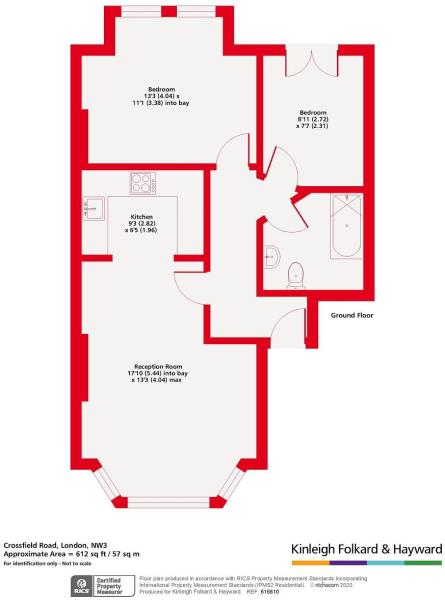 Bedroom
13'3 (4.04) x
11'1 (3.38) into bay
Bedroom
8'11 (2.72)
x 7'7 (2.31)
Kitchen
9'3 (2.82)
x 6'5 (1.96)
Ground Floor
Reception Room
17'10 (5.44) into bay
x 13'3 (4.04) max
Crossfield Road, London, NW3
Approximate Area = 612 sq ft / 57 sq m
For identification only - Not to scale
Kinleigh Folkard & Hayward
RICS
Certified
Property
Measurer
Floor plan produced in accordance with RICS Property Measurement Standards incorporating
International Property Measurement Standards (IPMS2 Residential). © nichecom 2020.
Produced for Kinleigh Folkard & Hayward REF: 616610